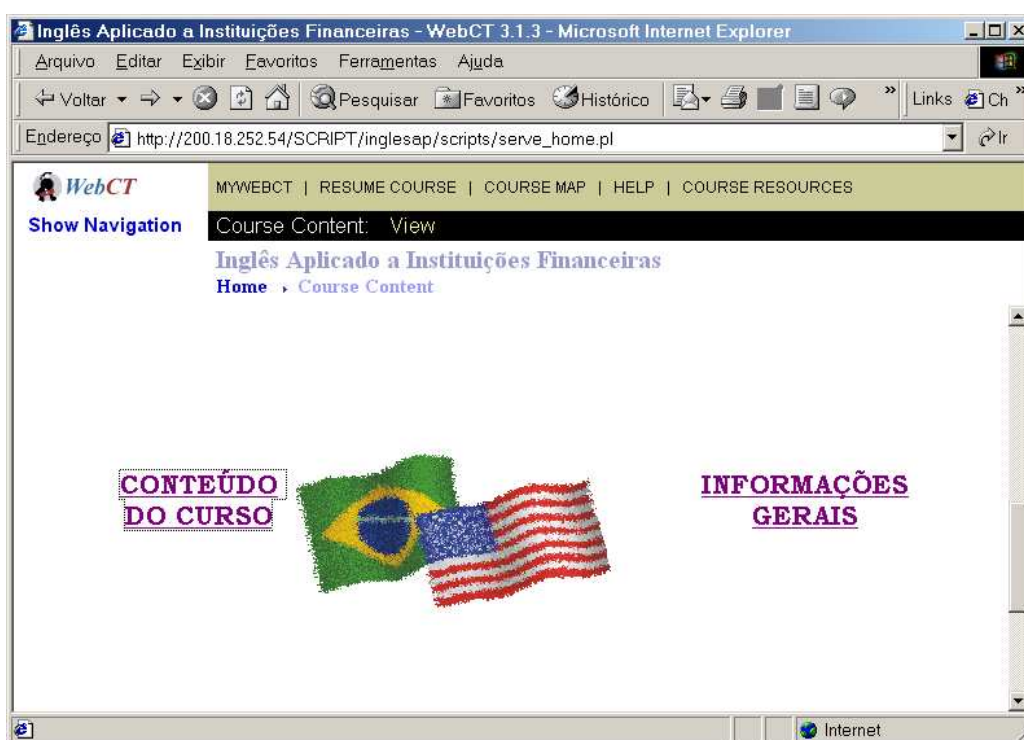 Inglês Aplicado a Instituições Financeiras - WebCT 3.1.3 - Microsoft Internet Explorer
Arquivo Editar Exibir Favoritos Ferramentas Ajuda
Voltar Pesquisar Favoritos Histórico » Links Ch »
Endereço http://200.18.252.54/SCRIPT/inglesap/scripts/serve_home.pl Ir
WebCT MYWEBCT | RESUME COURSE | COURSE MAP | HELP | COURSE RESOURCES
Show Navigation Course Content: View
Inglês Aplicado a Instituições Financeiras
Home › Course Content
CONTEÚDO
DO CURSO
INFORMAÇÕES
GERAIS
Internet